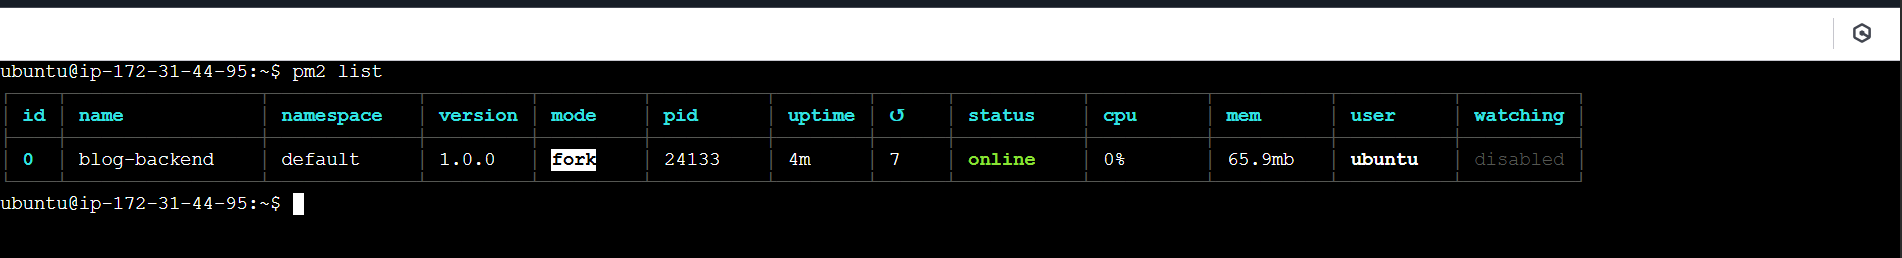 ubuntu@ip-172-31-44-95:~$ pm2 list
id name namespace version mode pid uptime ↺ status cpu mem user watching
0 blog-backend default 1.0.0 fork 24133 4m 7 online 0% 65.9mb ubuntu disabled
ubuntu@ip-172-31-44-95:~$